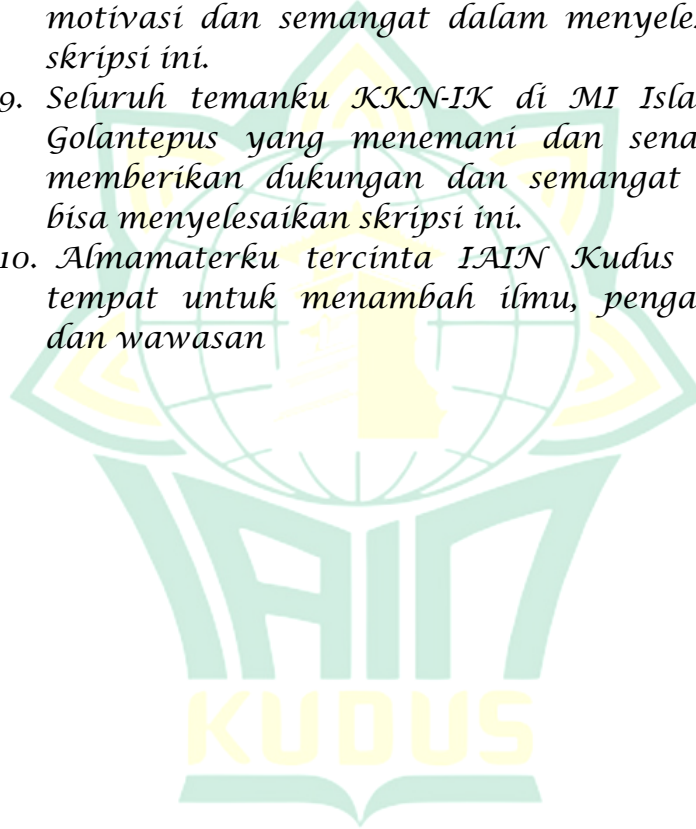 motivasi dan semangat dalam menyeles
skripsi ini.
9. Seluruh temanku KKN-IK di MI Isla
Golantepus yang menemani dan sena
memberikan dukungan dan semangat
bisa menyelesaikan skripsi ini.
10. Almamaterku tercinta IAIN Kudus
tempat untuk menambah ilmu, penga
dan wawasan
IAIN
KUDUS